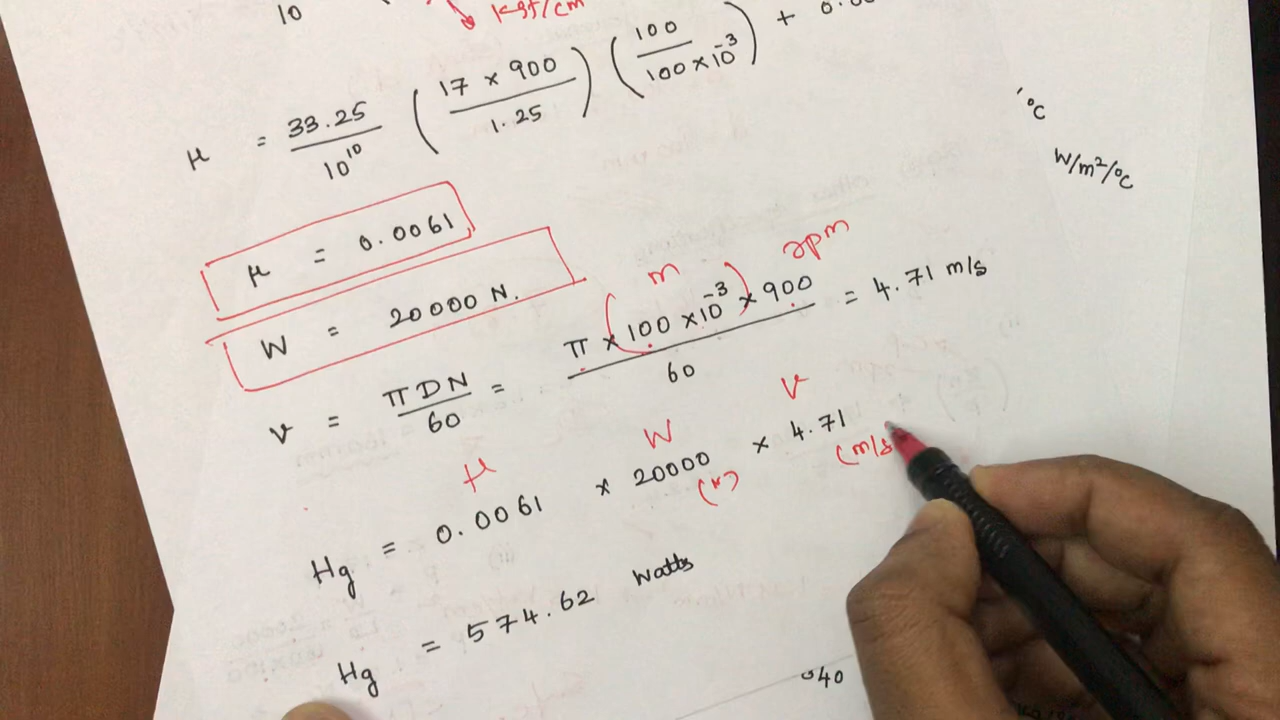 10 kgf/cm
μ = 33.25/10^10 (17 × 900/1.25) (100/100 × 10^-3) + 0.00
°C
W/m²/°C
μ = 0.0061
W = 20000 N.
m rpm
V = πDN/60 = π × (100 × 10^-3) × 900/60 = 4.71 m/s
μ W V
Hg = 0.0061 × 20000 × 4.71
(N) (m/s
Hg = 574.62 Watts
40